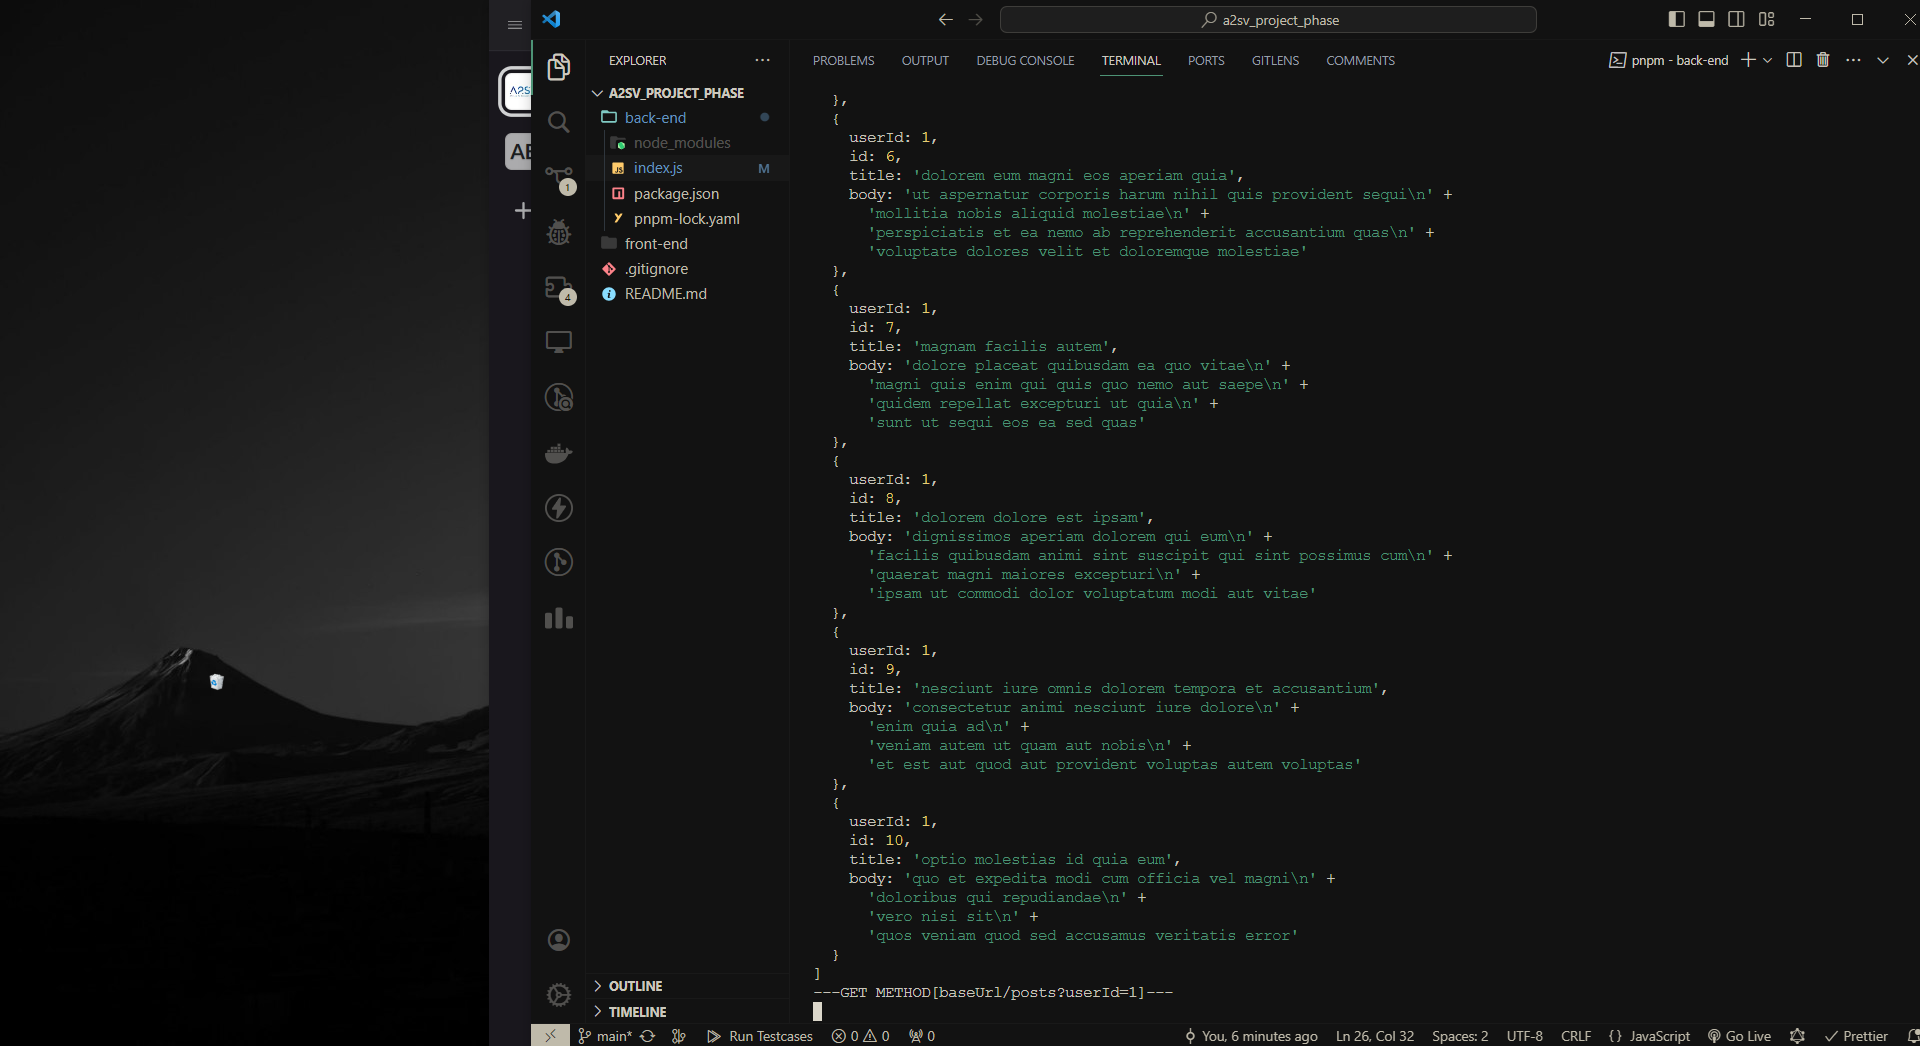 a2sv_project_phase
A2S
AB
EXPLORER
A2SV_PROJECT_PHASE
back-end
node_modules
index.js M
package.json
pnpm-lock.yaml
front-end
.gitignore
README.md
OUTLINE
TIMELINE
1
4
PROBLEMS OUTPUT DEBUG CONSOLE TERMINAL PORTS GITLENS COMMENTS
pnpm - back-end
},
{
userId: 1,
id: 6,
title: 'dolorem eum magni eos aperiam quia',
body: 'ut aspernatur corporis harum nihil quis provident sequi\n' +
'mollitia nobis aliquid molestiae\n' +
'perspiciatis et ea nemo ab reprehenderit accusantium quas\n' +
'voluptate dolores velit et doloremque molestiae'
},
{
userId: 1,
id: 7,
title: 'magnam facilis autem',
body: 'dolore placeat quibusdam ea quo vitae\n' +
'magni quis enim qui quis quo nemo aut saepe\n' +
'quidem repellat excepturi ut quia\n' +
'sunt ut sequi eos ea sed quas'
},
{
userId: 1,
id: 8,
title: 'dolorem dolore est ipsam',
body: 'dignissimos aperiam dolorem qui eum\n' +
'facilis quibusdam animi sint suscipit qui sint possimus cum\n' +
'quaerat magni maiores excepturi\n' +
'ipsam ut commodi dolor voluptatum modi aut vitae'
},
{
userId: 1,
id: 9,
title: 'nesciunt iure omnis dolorem tempora et accusantium',
body: 'consectetur animi nesciunt iure dolore\n' +
'enim quia ad\n' +
'veniam autem ut quam aut nobis\n' +
'et est aut quod aut provident voluptas autem voluptas'
},
{
userId: 1,
id: 10,
title: 'optio molestias id quia eum',
body: 'quo et expedita modi cum officia vel magni\n' +
'doloribus qui repudiandae\n' +
'vero nisi sit\n' +
'quos veniam quod sed accusamus veritatis error'
}
]
---GET METHOD[baseUrl/posts?userId=1]---
main* Run Testcases 0 0 0 You, 6 minutes ago Ln 26, Col 32 Spaces: 2 UTF-8 CRLF {} JavaScript Go Live Prettier